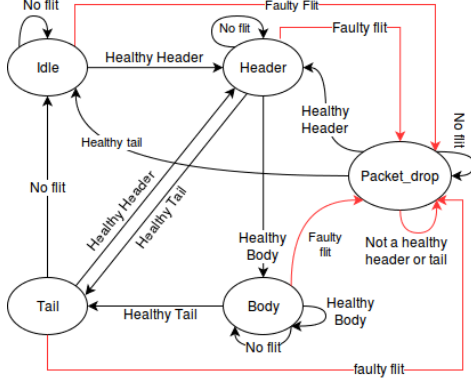 No flit
Faulty Flit
No flit
Faulty flit
Idle
Healthy Header
Header
Healthy
Header
No flit
Healthy tail
Packet_drop
No flit
Healthy Header
Healthy Tail
Faulty
flit
Not a healthy
header or tail
Healthy
Body
Tail
Healthy Tail
Body
Healthy
Body
No flit
faulty flit